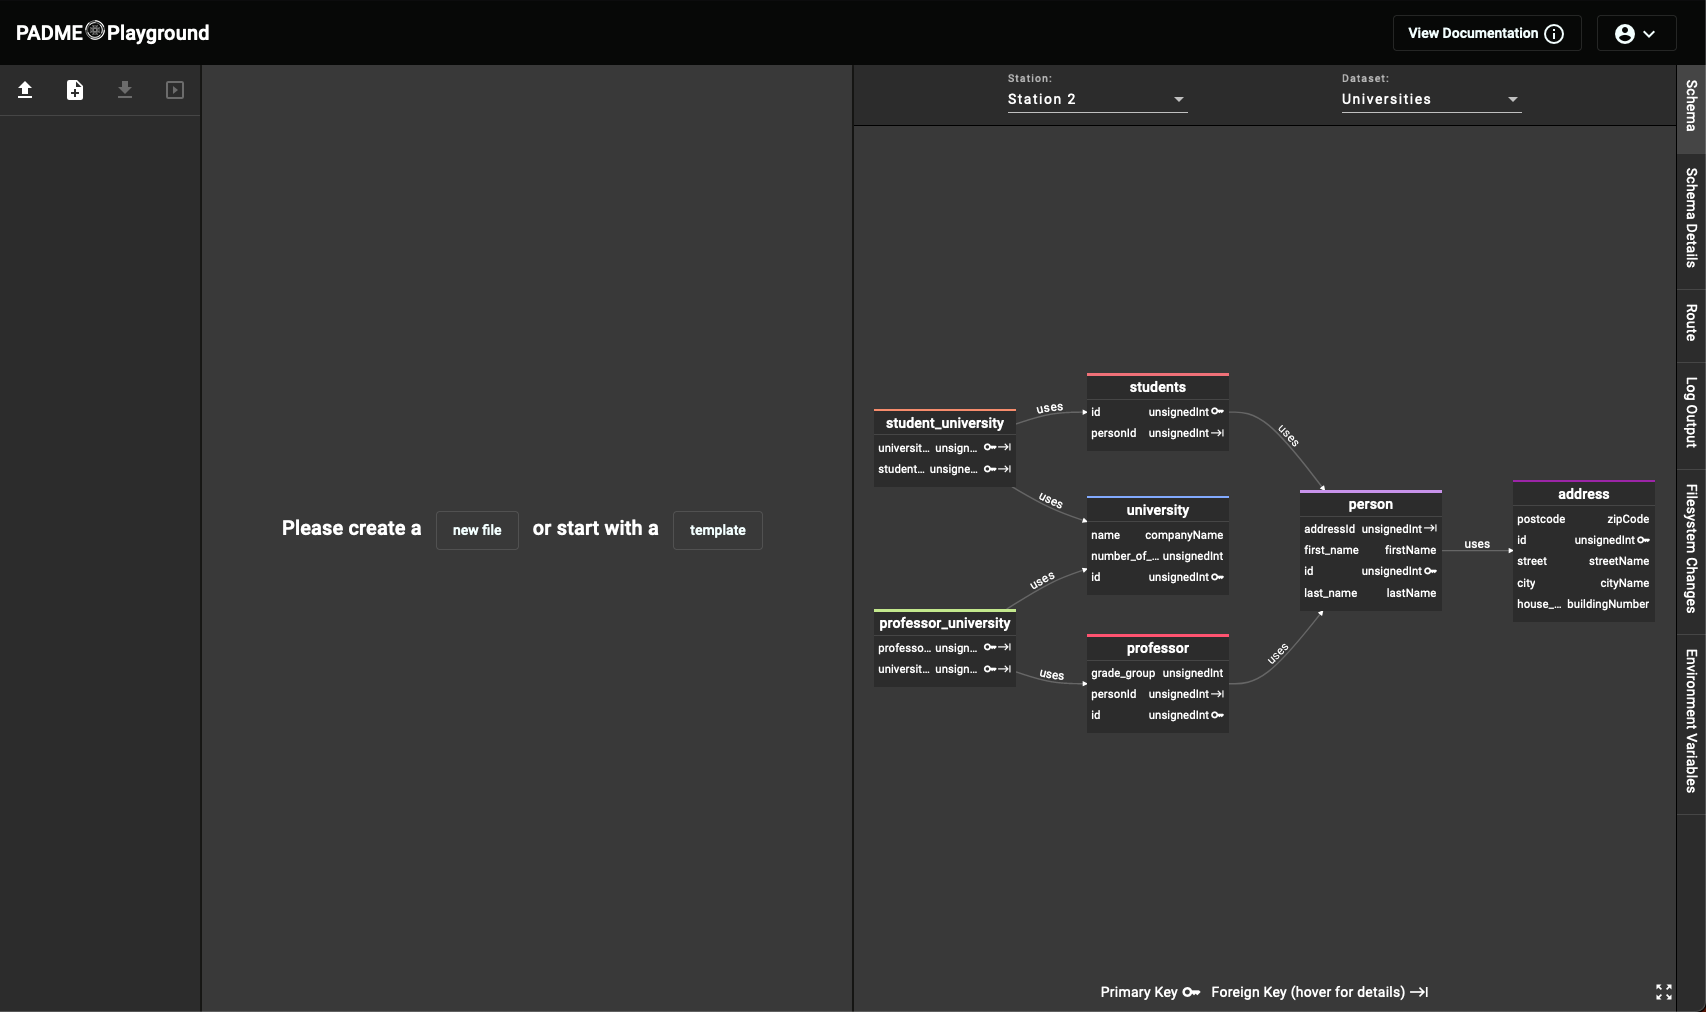 PADME Playground
View Documentation
Station:
Station 2
Dataset:
Universities
Schema
Schema Details
Route
Log Output
Filesystem Changes
Environment Variables
Please create a new file or start with a template
student_university
universit... unsign...
student... unsigne...
uses
uses
students
id unsignedInt
personId unsignedInt
uses
university
name companyName
number_of_... unsignedInt
id unsignedInt
professor_university
professo... unsign...
universit... unsign...
uses
uses
professor
grade_group unsignedInt
personId unsignedInt
id unsignedInt
uses
person
addressId unsignedInt
first_name firstName
id unsignedInt
last_name lastName
uses
address
postcode zipCode
id unsignedInt
street streetName
city cityName
house_... buildingNumber
Primary Key Foreign Key (hover for details)